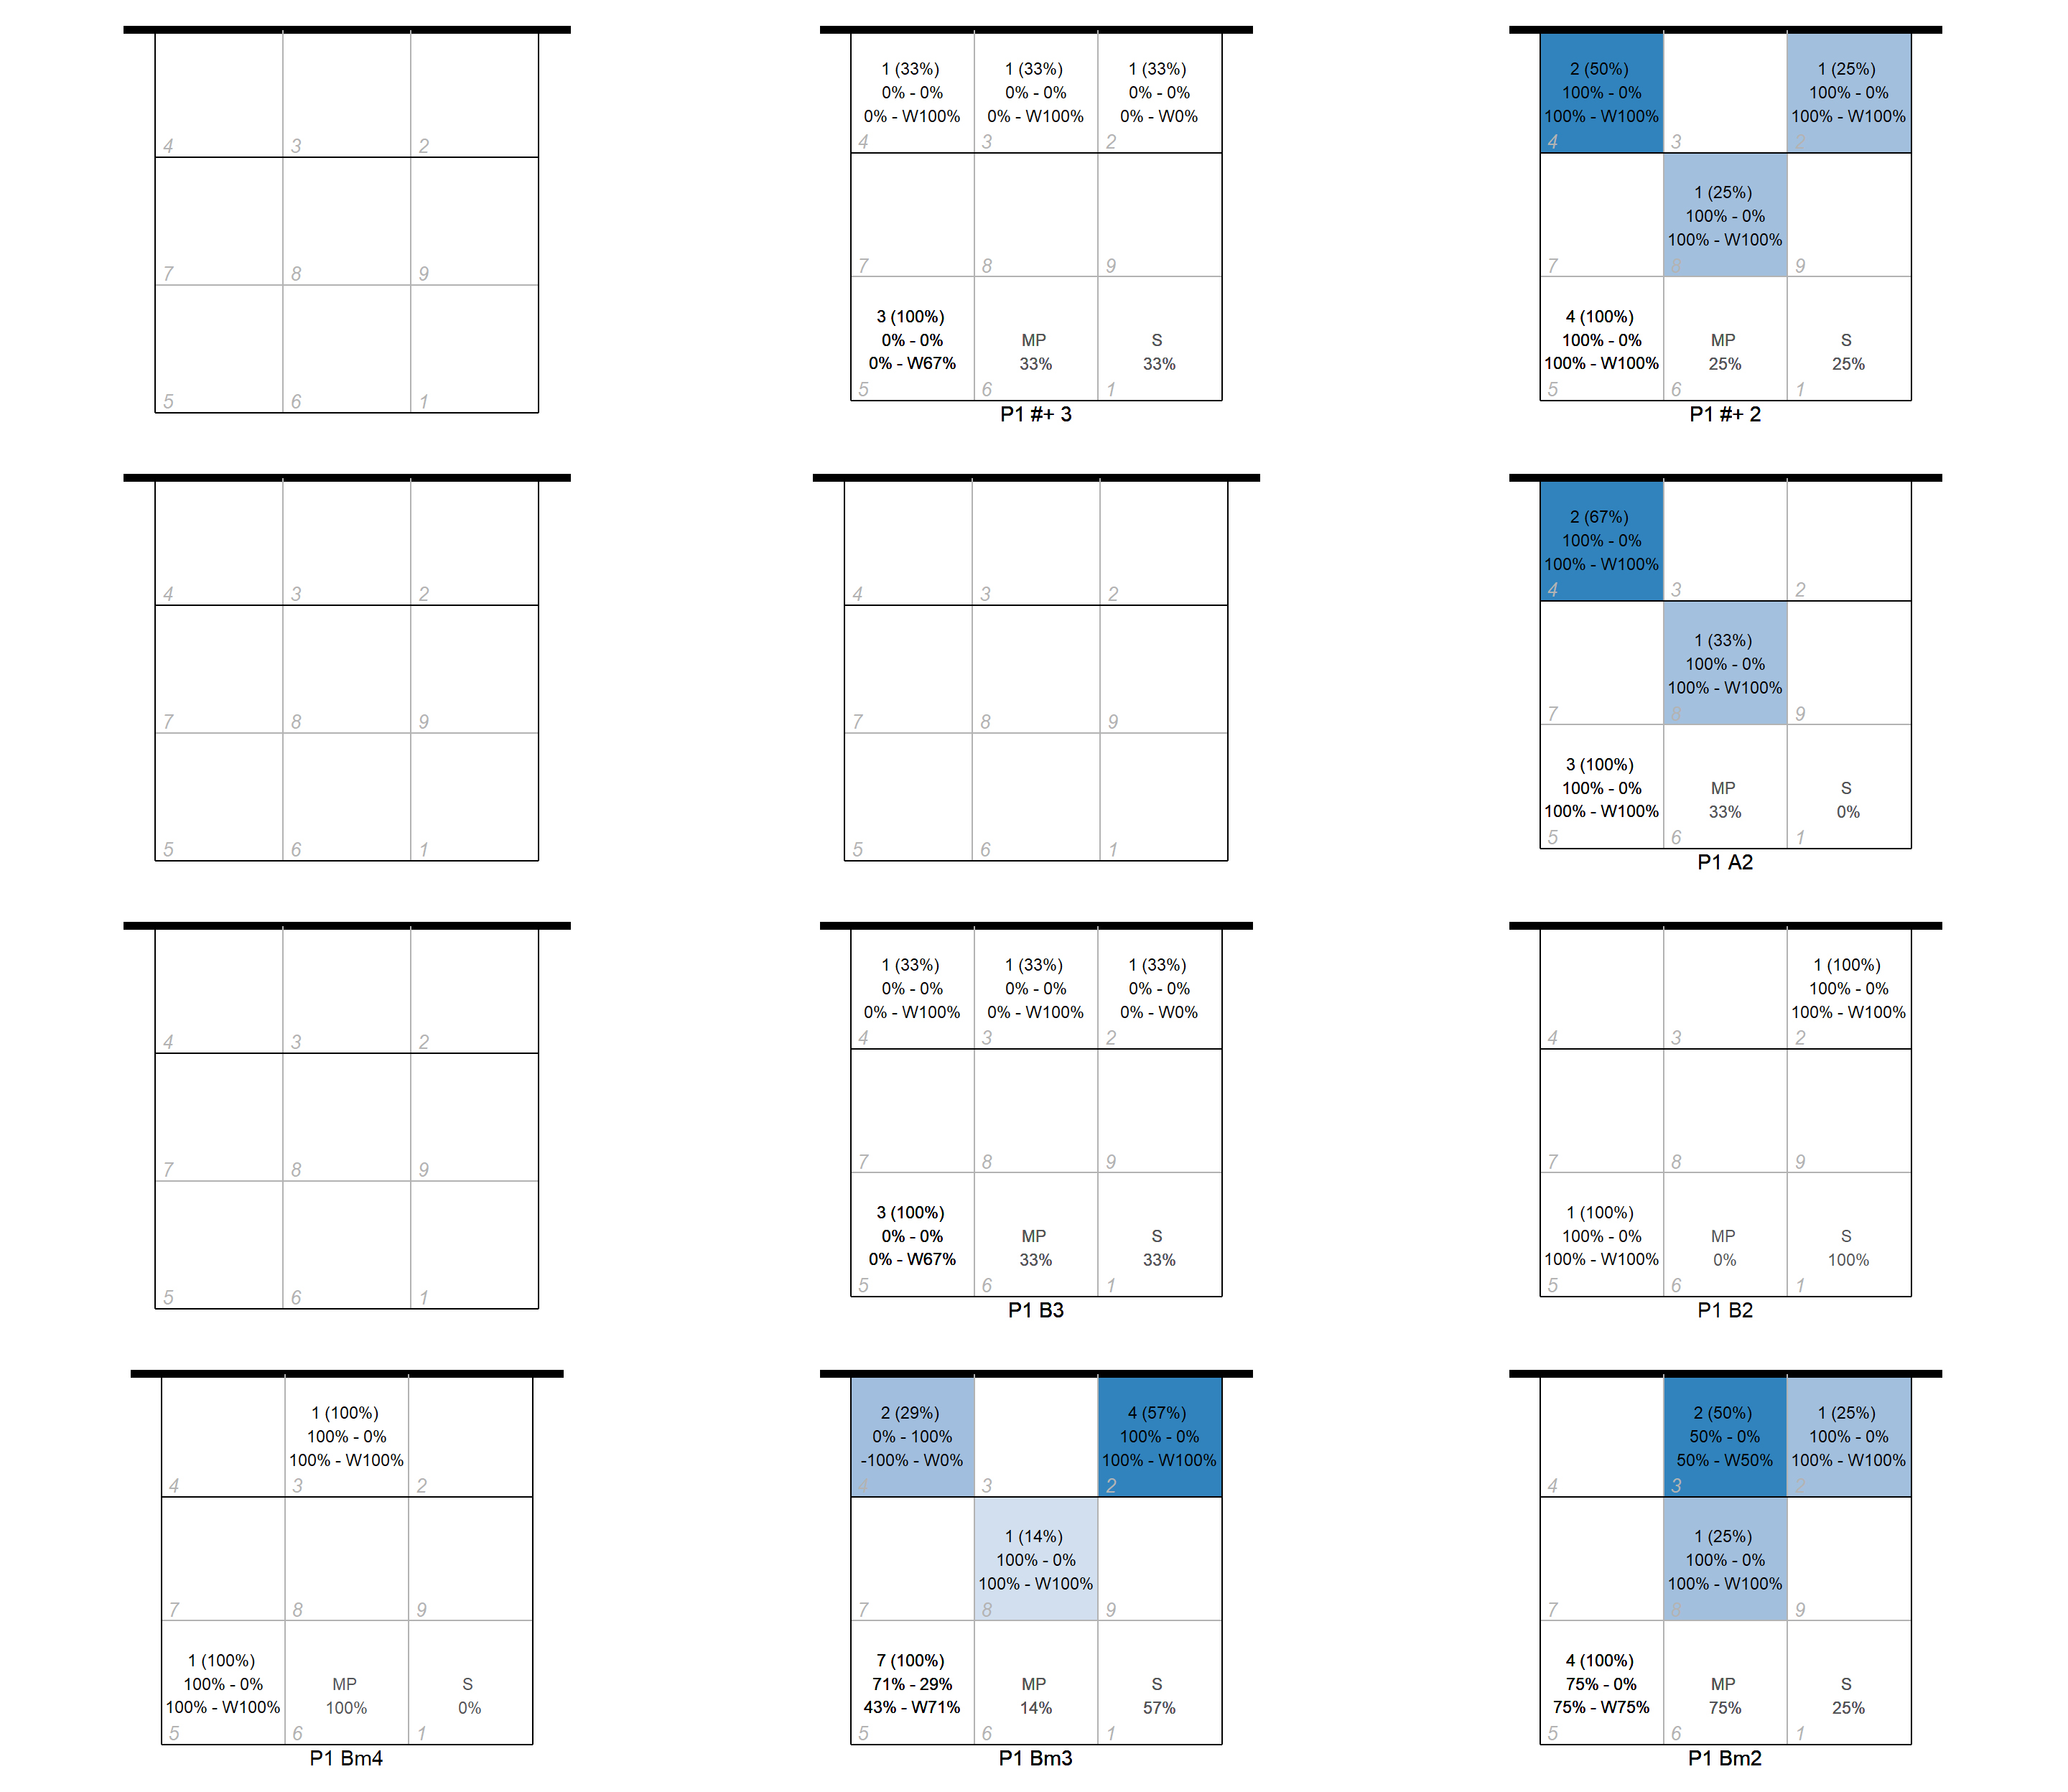 4 3 2
7 8 9
5 6 1
1 (33%) 1 (33%) 1 (33%)
0% - 0% 0% - 0% 0% - 0%
0% - W100% 0% - W100% 0% - W0%
4 3 2
7 8 9
3 (100%)
0% - 0% MP S
0% - W67% 33% 33%
5 6 1
P1 #+ 3
2 (50%) 1 (25%)
100% - 0% 100% - 0%
100% - W100% 100% - W100%
4 3 2
1 (25%)
100% - 0%
100% - W100%
7 8 9
4 (100%)
100% - 0% MP S
100% - W100% 25% 25%
5 6 1
P1 #+ 2
4 3 2
7 8 9
5 6 1
4 3 2
7 8 9
5 6 1
2 (67%)
100% - 0%
100% - W100%
4 3 2
1 (33%)
100% - 0%
100% - W100%
7 8 9
3 (100%)
100% - 0% MP S
100% - W100% 33% 0%
5 6 1
P1 A2
4 3 2
7 8 9
5 6 1
1 (33%) 1 (33%) 1 (33%)
0% - 0% 0% - 0% 0% - 0%
0% - W100% 0% - W100% 0% - W0%
4 3 2
7 8 9
3 (100%)
0% - 0% MP S
0% - W67% 33% 33%
5 6 1
P1 B3
1 (100%)
100% - 0%
100% - W100%
4 3 2
7 8 9
1 (100%)
100% - 0% MP S
100% - W100% 0% 100%
5 6 1
P1 B2
1 (100%)
100% - 0%
100% - W100%
4 3 2
7 8 9
1 (100%)
100% - 0% MP S
100% - W100% 100% 0%
5 6 1
P1 Bm4
2 (29%) 4 (57%)
0% - 100% 100% - 0%
-100% - W0% 100% - W100%
4 3 2
1 (14%)
100% - 0%
100% - W100%
7 8 9
7 (100%)
71% - 29% MP S
43% - W71% 14% 57%
5 6 1
P1 Bm3
2 (50%) 1 (25%)
50% - 0% 100% - 0%
50% - W50% 100% - W100%
4 3 2
1 (25%)
100% - 0%
100% - W100%
7 8 9
4 (100%)
75% - 0% MP S
75% - W75% 75% 25%
5 6 1
P1 Bm2